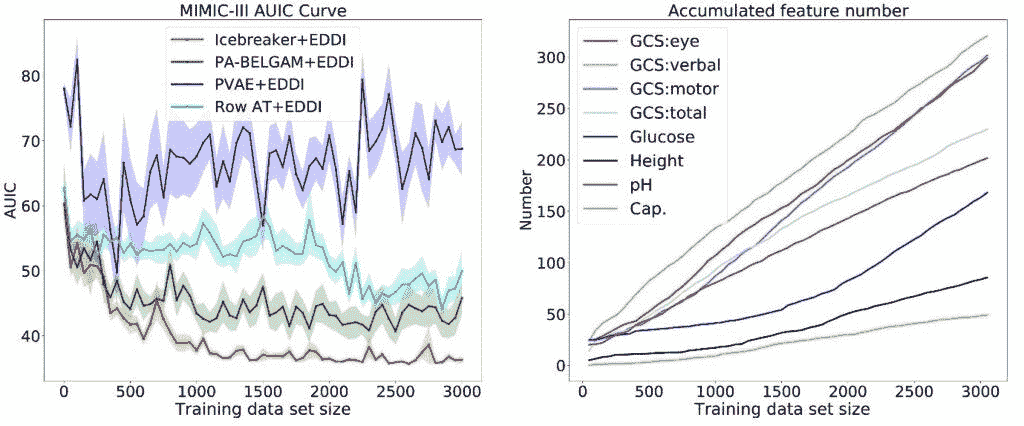 MIMIC-III AUIC Curve
Icebreaker+EDDI
PA-BELGAM+EDDI
PVAE+EDDI
Row AT+EDDI
AUIC
80
70
60
50
40
0 500 1000 1500 2000 2500 3000
Training data set size
Accumulated feature number
GCS:eye
GCS:verbal
GCS:motor
GCS:total
Glucose
Height
pH
Cap.
Number
300
250
200
150
100
50
0
0 500 1000 1500 2000 2500 3000
Training data set size